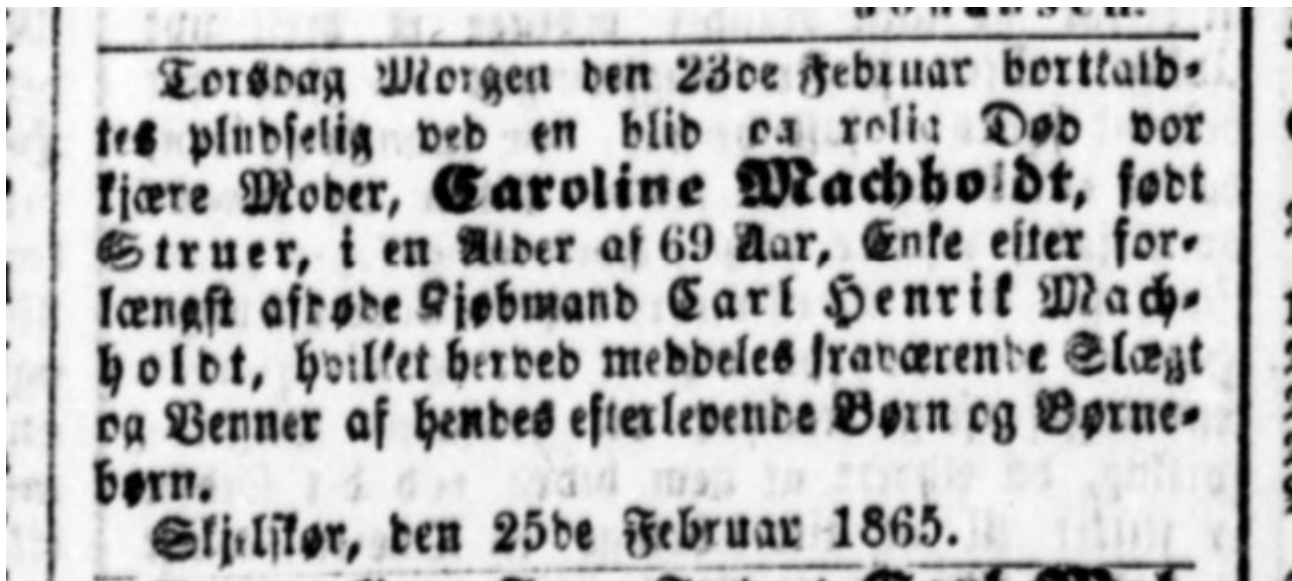 Torsdag Morgen den 23de Februar bortkald-
tes pludselig ved en blid og rolig Død vor
kjære Moder, Caroline Machholdt, født
Struer, i en Alder af 69 Aar, Enke efter for-
længst afdøde Kjøbmand Carl Henrik Mach-
holdt, hvilket herved meddeles fraværende Slægt
og Venner af hendes efterlevende Børn og Børne-
børn.
Skjelskør, den 25de Februar 1865.